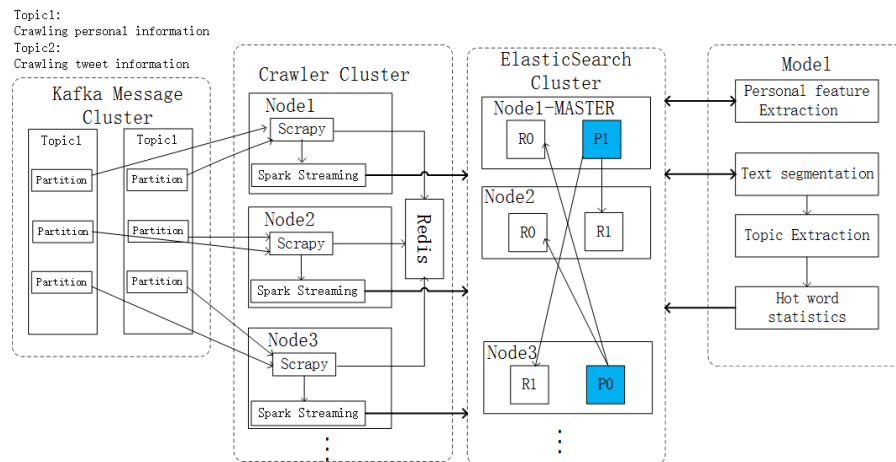 Topic1:
Crawling personal information
Topic2:
Crawling tweet information
Kafka Message
Cluster
Topic1
Topic1
Partition
Partition
Partition
Partition
Partition
Partition
Crawler Cluster
Node1
Scrapy
Spark Streaming
Node2
Scrapy
Spark Streaming
Node3
Scrapy
Spark Streaming
Redis
ElasticSearch
Cluster
Node1-MASTER
R0
P1
Node2
R0
R1
Node3
R1
P0
Model
Personal feature
Extraction
Text segmentation
Topic Extraction
Hot word
statistics